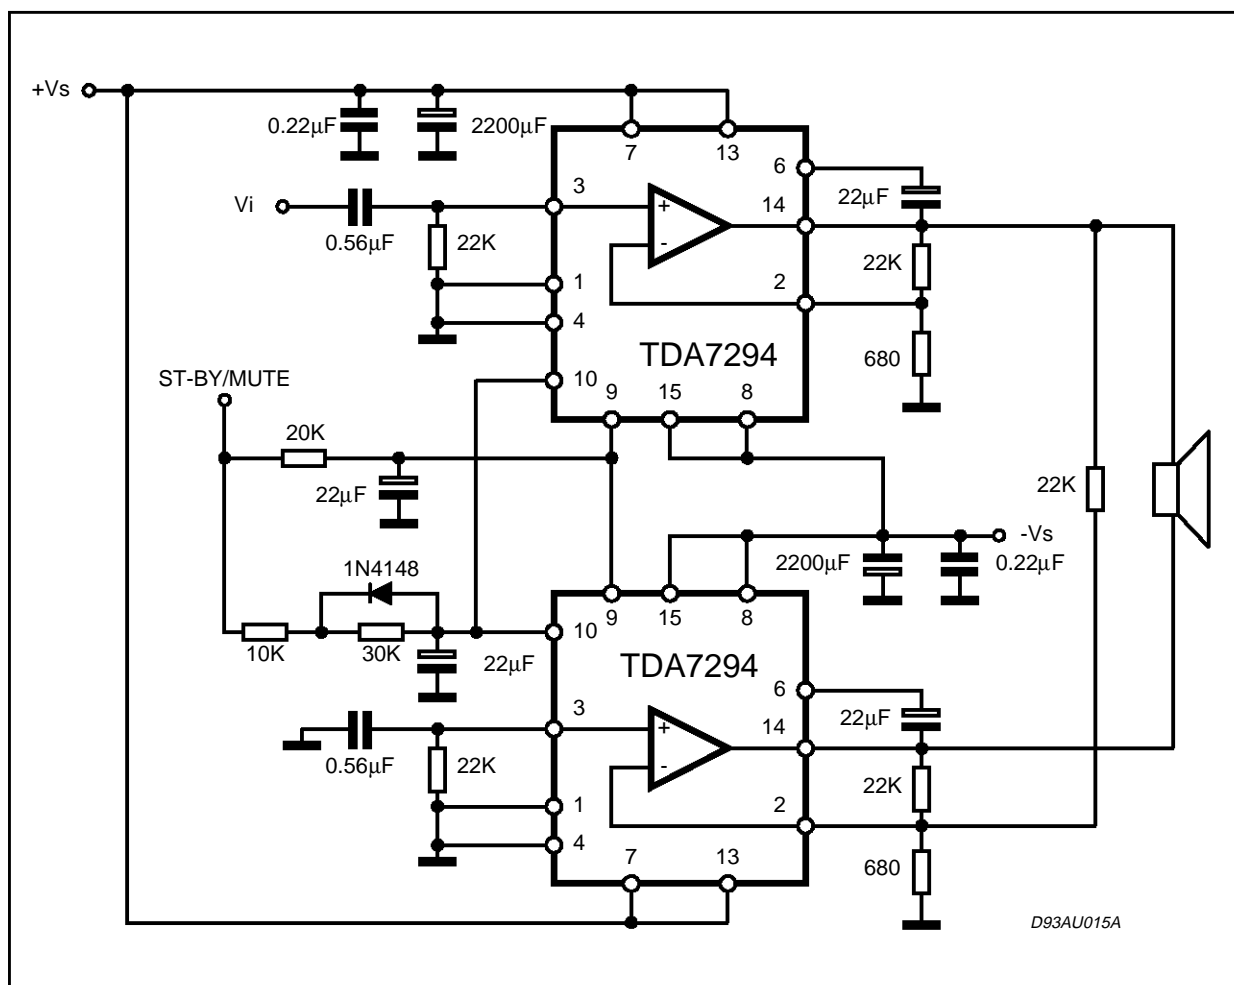 +Vs
0.22µF
2200µF
7
13
6
3
22µF
Vi
14
+
0.56µF
22K
-
22K
1
2
4
TDA7294
680
ST-BY/MUTE
10
9
15
8
20K
22µF
22K
-Vs
1N4148
2200µF
0.22µF
9
15
8
10
10K
30K
22µF
TDA7294
6
3
22µF
14
+
0.56µF
22K
-
22K
1
2
4
7
13
680
D93AU015A